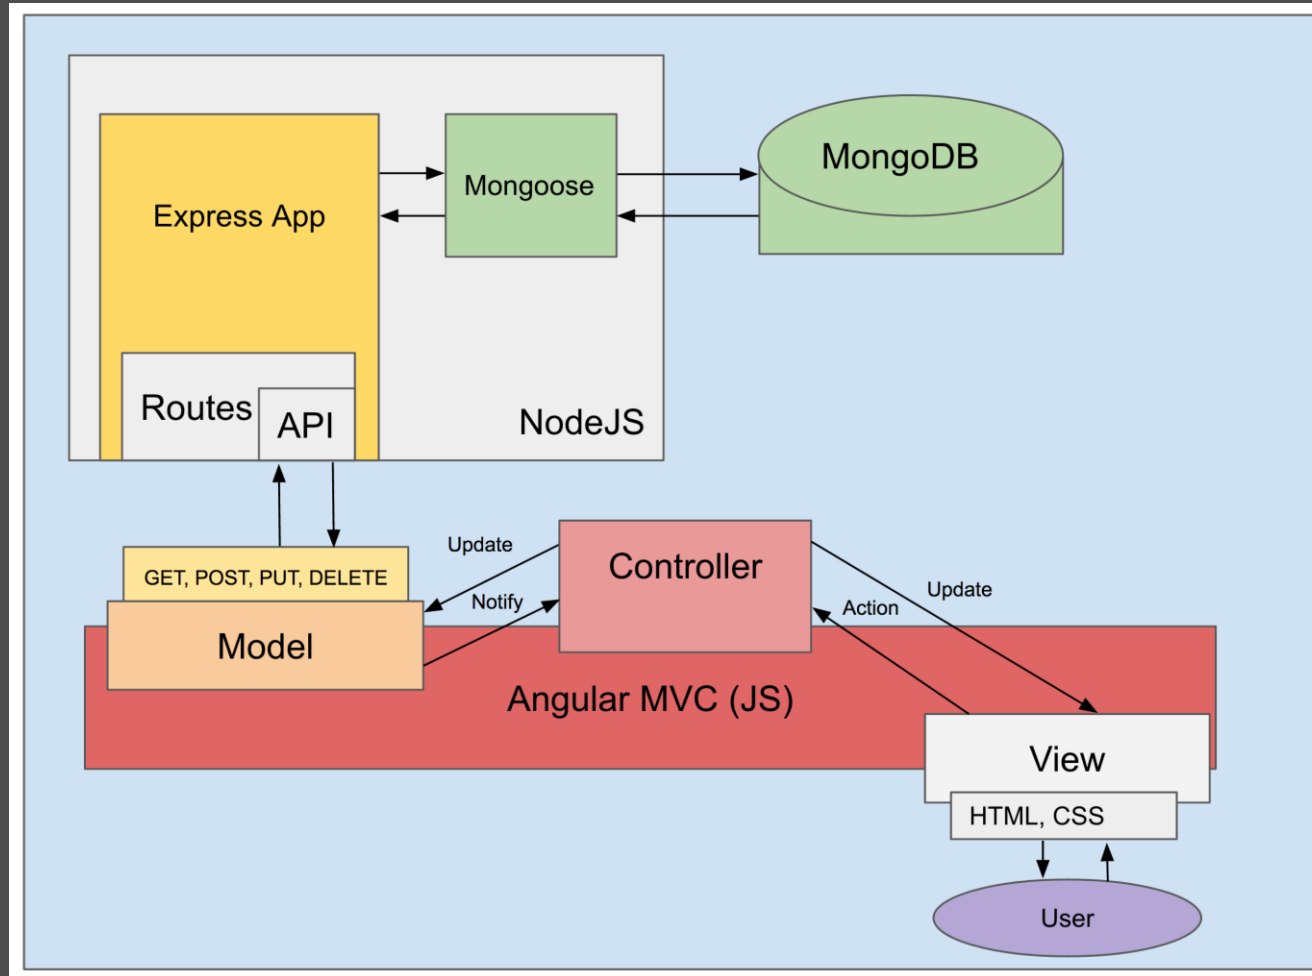 MongoDB
Mongoose
Express App
Routes
API
NodeJS
Update
Controller
GET, POST, PUT, DELETE
Notify
Action
Update
Model
Angular MVC (JS)
View
HTML, CSS
User